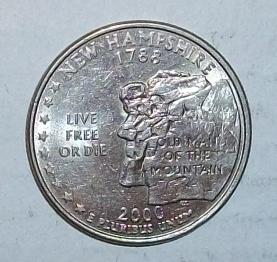 NEW HAMPSHIRE
1788
LIVE
FREE
OR DIE
OLD MAN
OF THE
MOUNTAIN
2000
E PLURIBUS UNUM